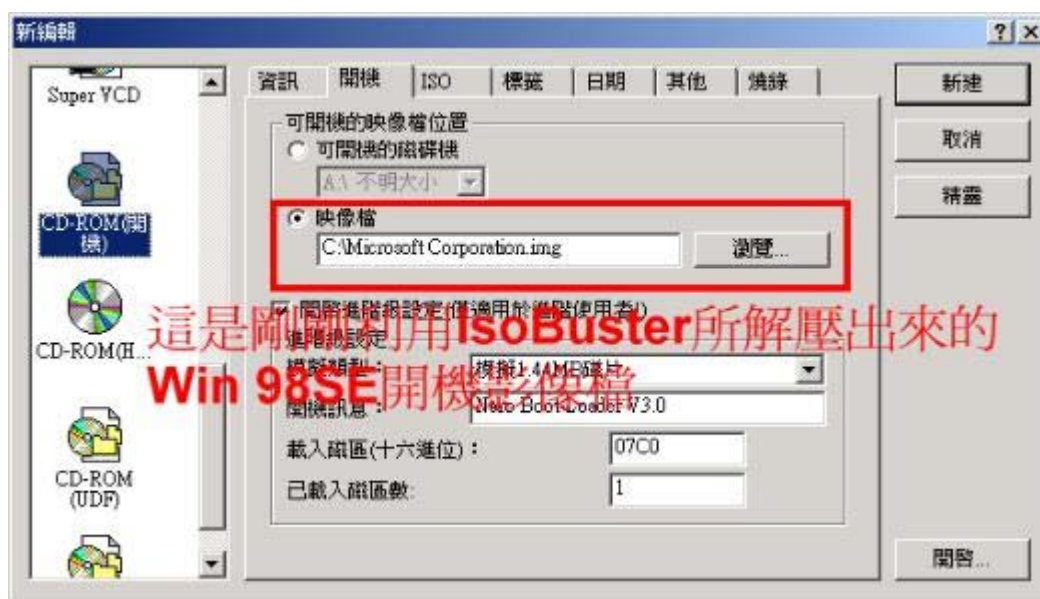 新編輯
Super VCD
CD-ROM(開
機)
CD-ROM(H...
CD-ROM
(UDF)
資訊
開機
ISO
標籤
日期
其他
燒錄
可開機的映像檔位置
可開機的磁碟機
A:\ 不明大小
映像檔
C:\Microsoft Corporation.img
瀏覽...
開啓進階級設定(僅適用於進階使用者!)
這是剛剛利用IsoBuster所解壓出來的
Win 98SE開機影像檔
進階級設定
模擬類型：
模擬1.44MB磁片
開機訊息：
Nero Boot-Loader V3.0
載入磁區(十六進位)：
07C0
已載入磁區數:
1
新建
取消
精靈
開啓...